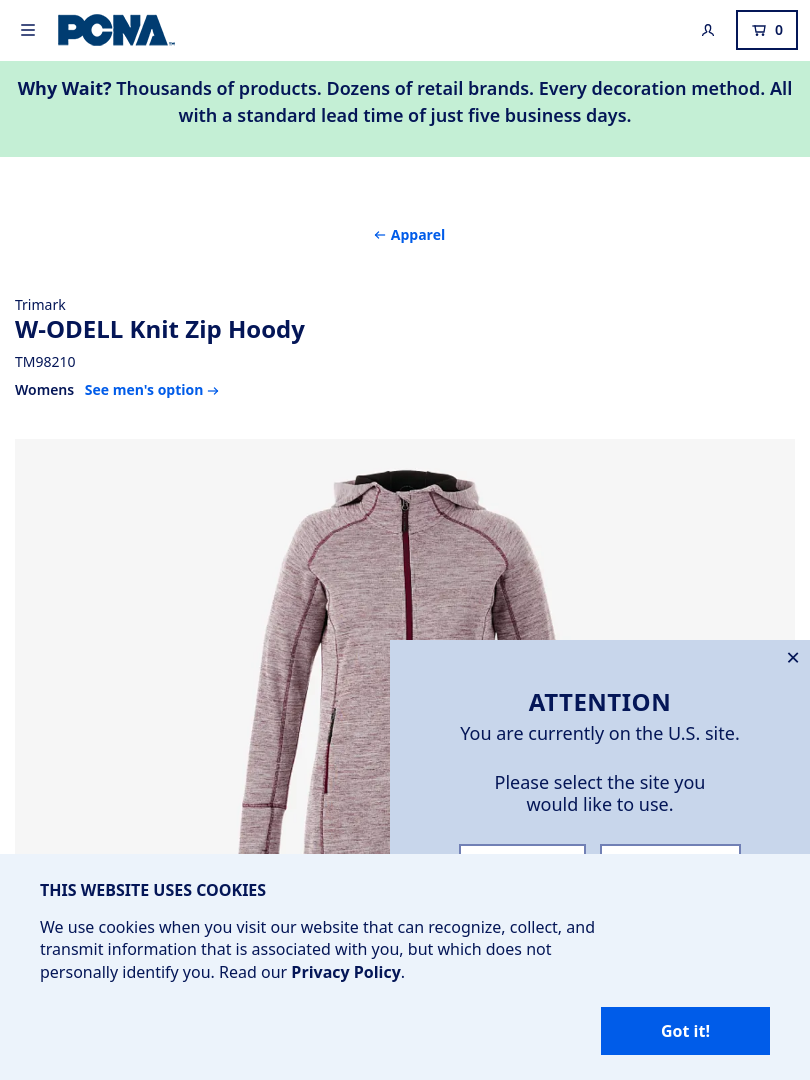 PCNA™
0
Why Wait? Thousands of products. Dozens of retail brands. Every decoration method. All
with a standard lead time of just five business days.
← Apparel
Trimark
W-ODELL Knit Zip Hoody
TM98210
Womens See men's option →
ATTENTION
You are currently on the U.S. site.
Please select the site you
would like to use.
THIS WEBSITE USES COOKIES
We use cookies when you visit our website that can recognize, collect, and
transmit information that is associated with you, but which does not
personally identify you. Read our Privacy Policy.
Got it!